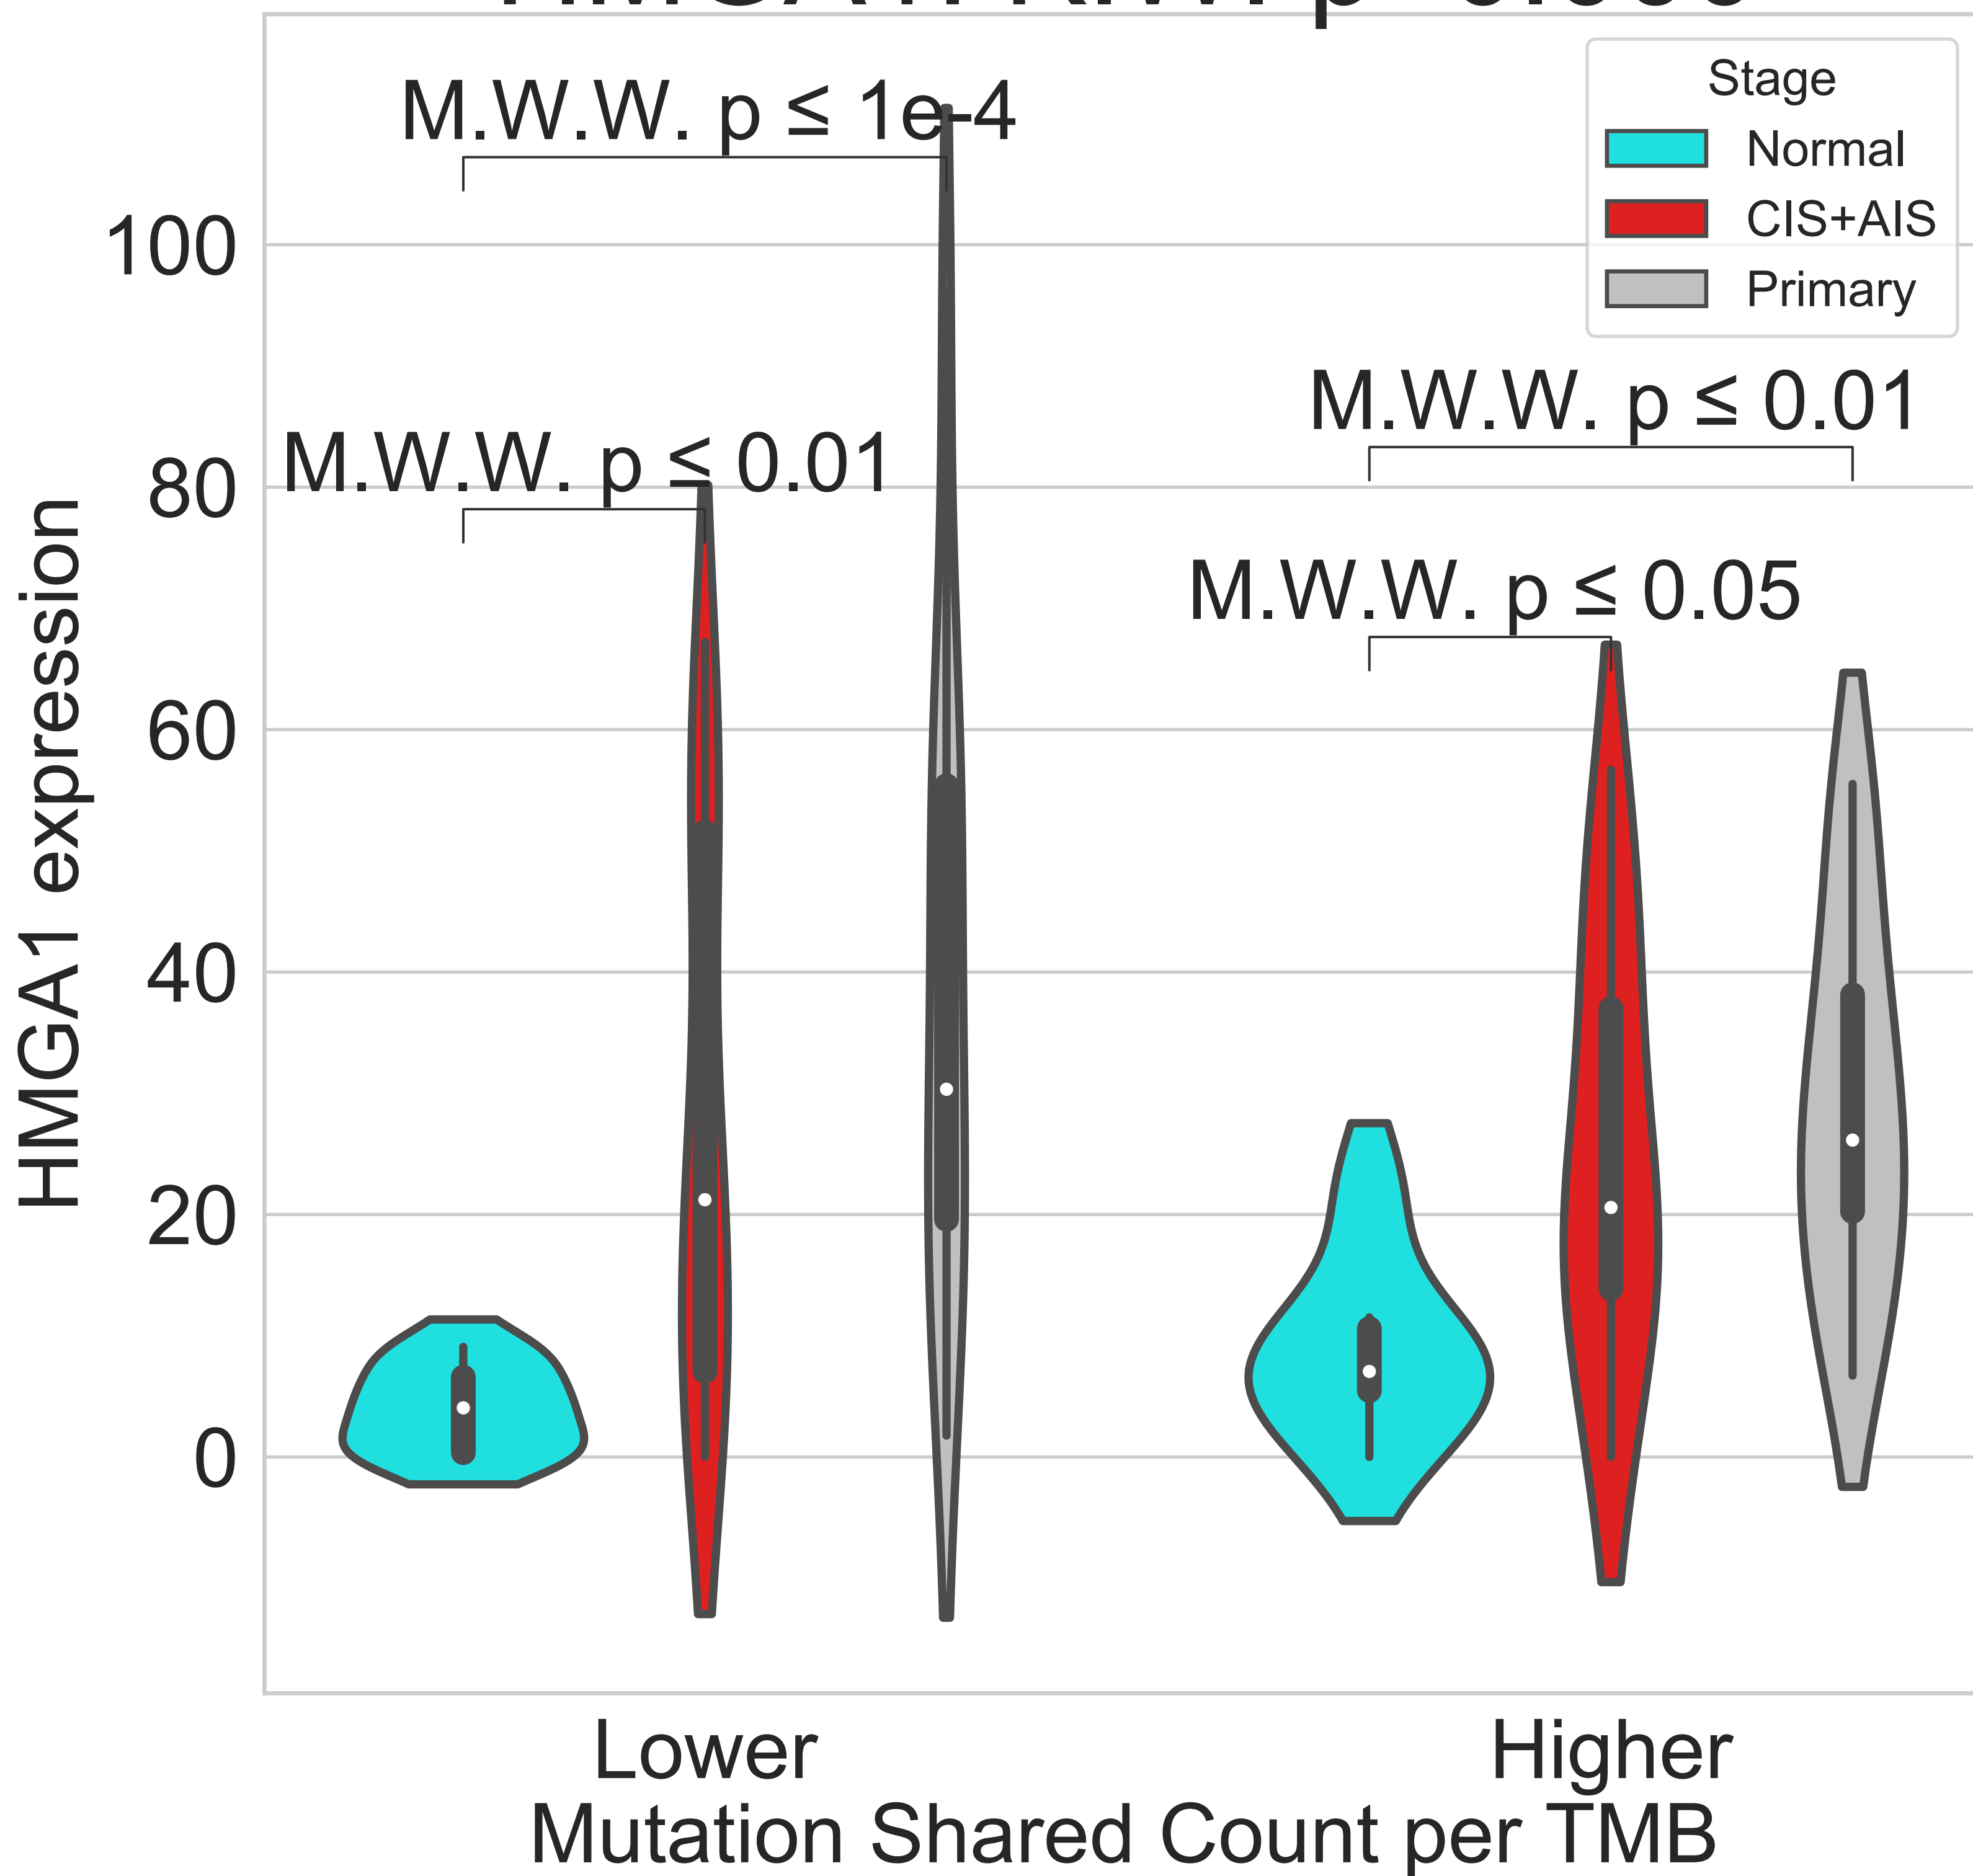 M.W.W. p ≤ 1e-4
M.W.W. p ≤ 0.01
M.W.W. p ≤ 0.01
M.W.W. p ≤ 0.05
Stage
Normal
CIS+AIS
Primary
HMGA1 expression
100
80
60
40
20
0
Lower
Higher
Mutation Shared Count per TMB